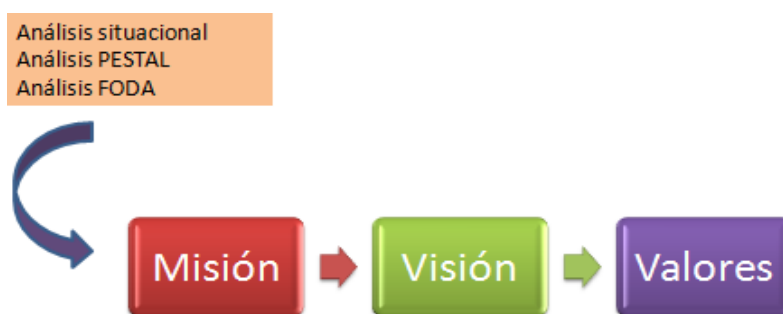 Análisis situacional
Análisis PESTAL
Análisis FODA
Misión
Visión
Valores